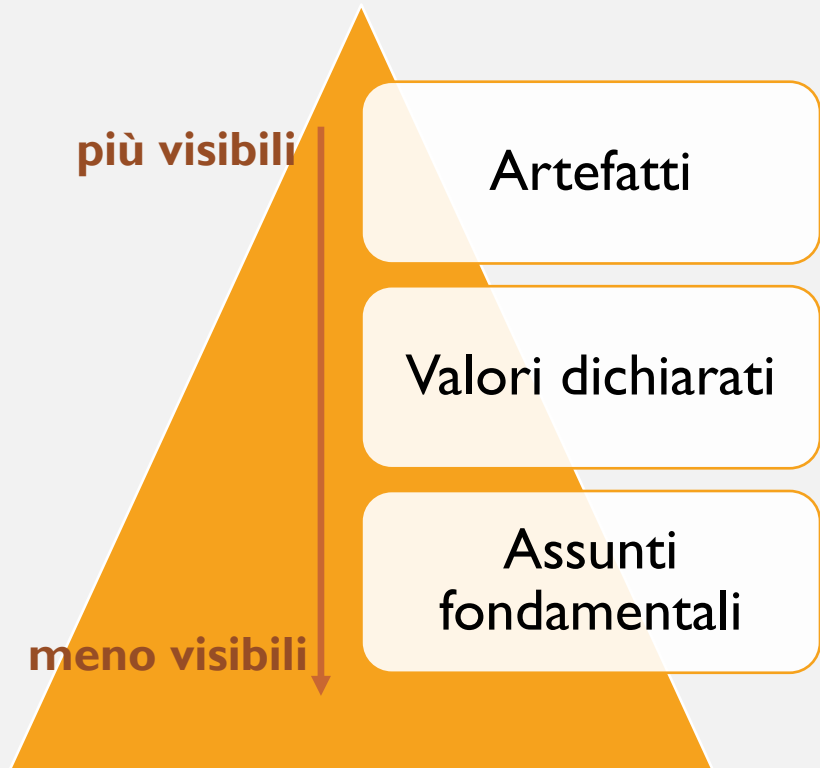 più visibili
Artefatti
Valori dichiarati
Assunti
fondamentali
meno visibili